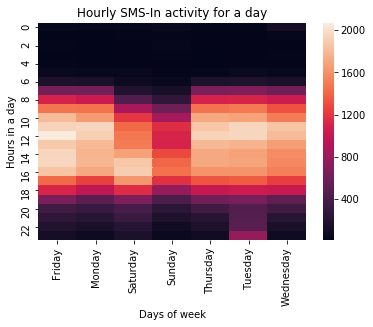 Hourly SMS-In activity for a day
Hours in a day
0
2
4
6
8
10
12
14
16
18
20
22
2000
1600
1200
800
400
Friday
Monday
Saturday
Sunday
Thursday
Tuesday
Wednesday
Days of week